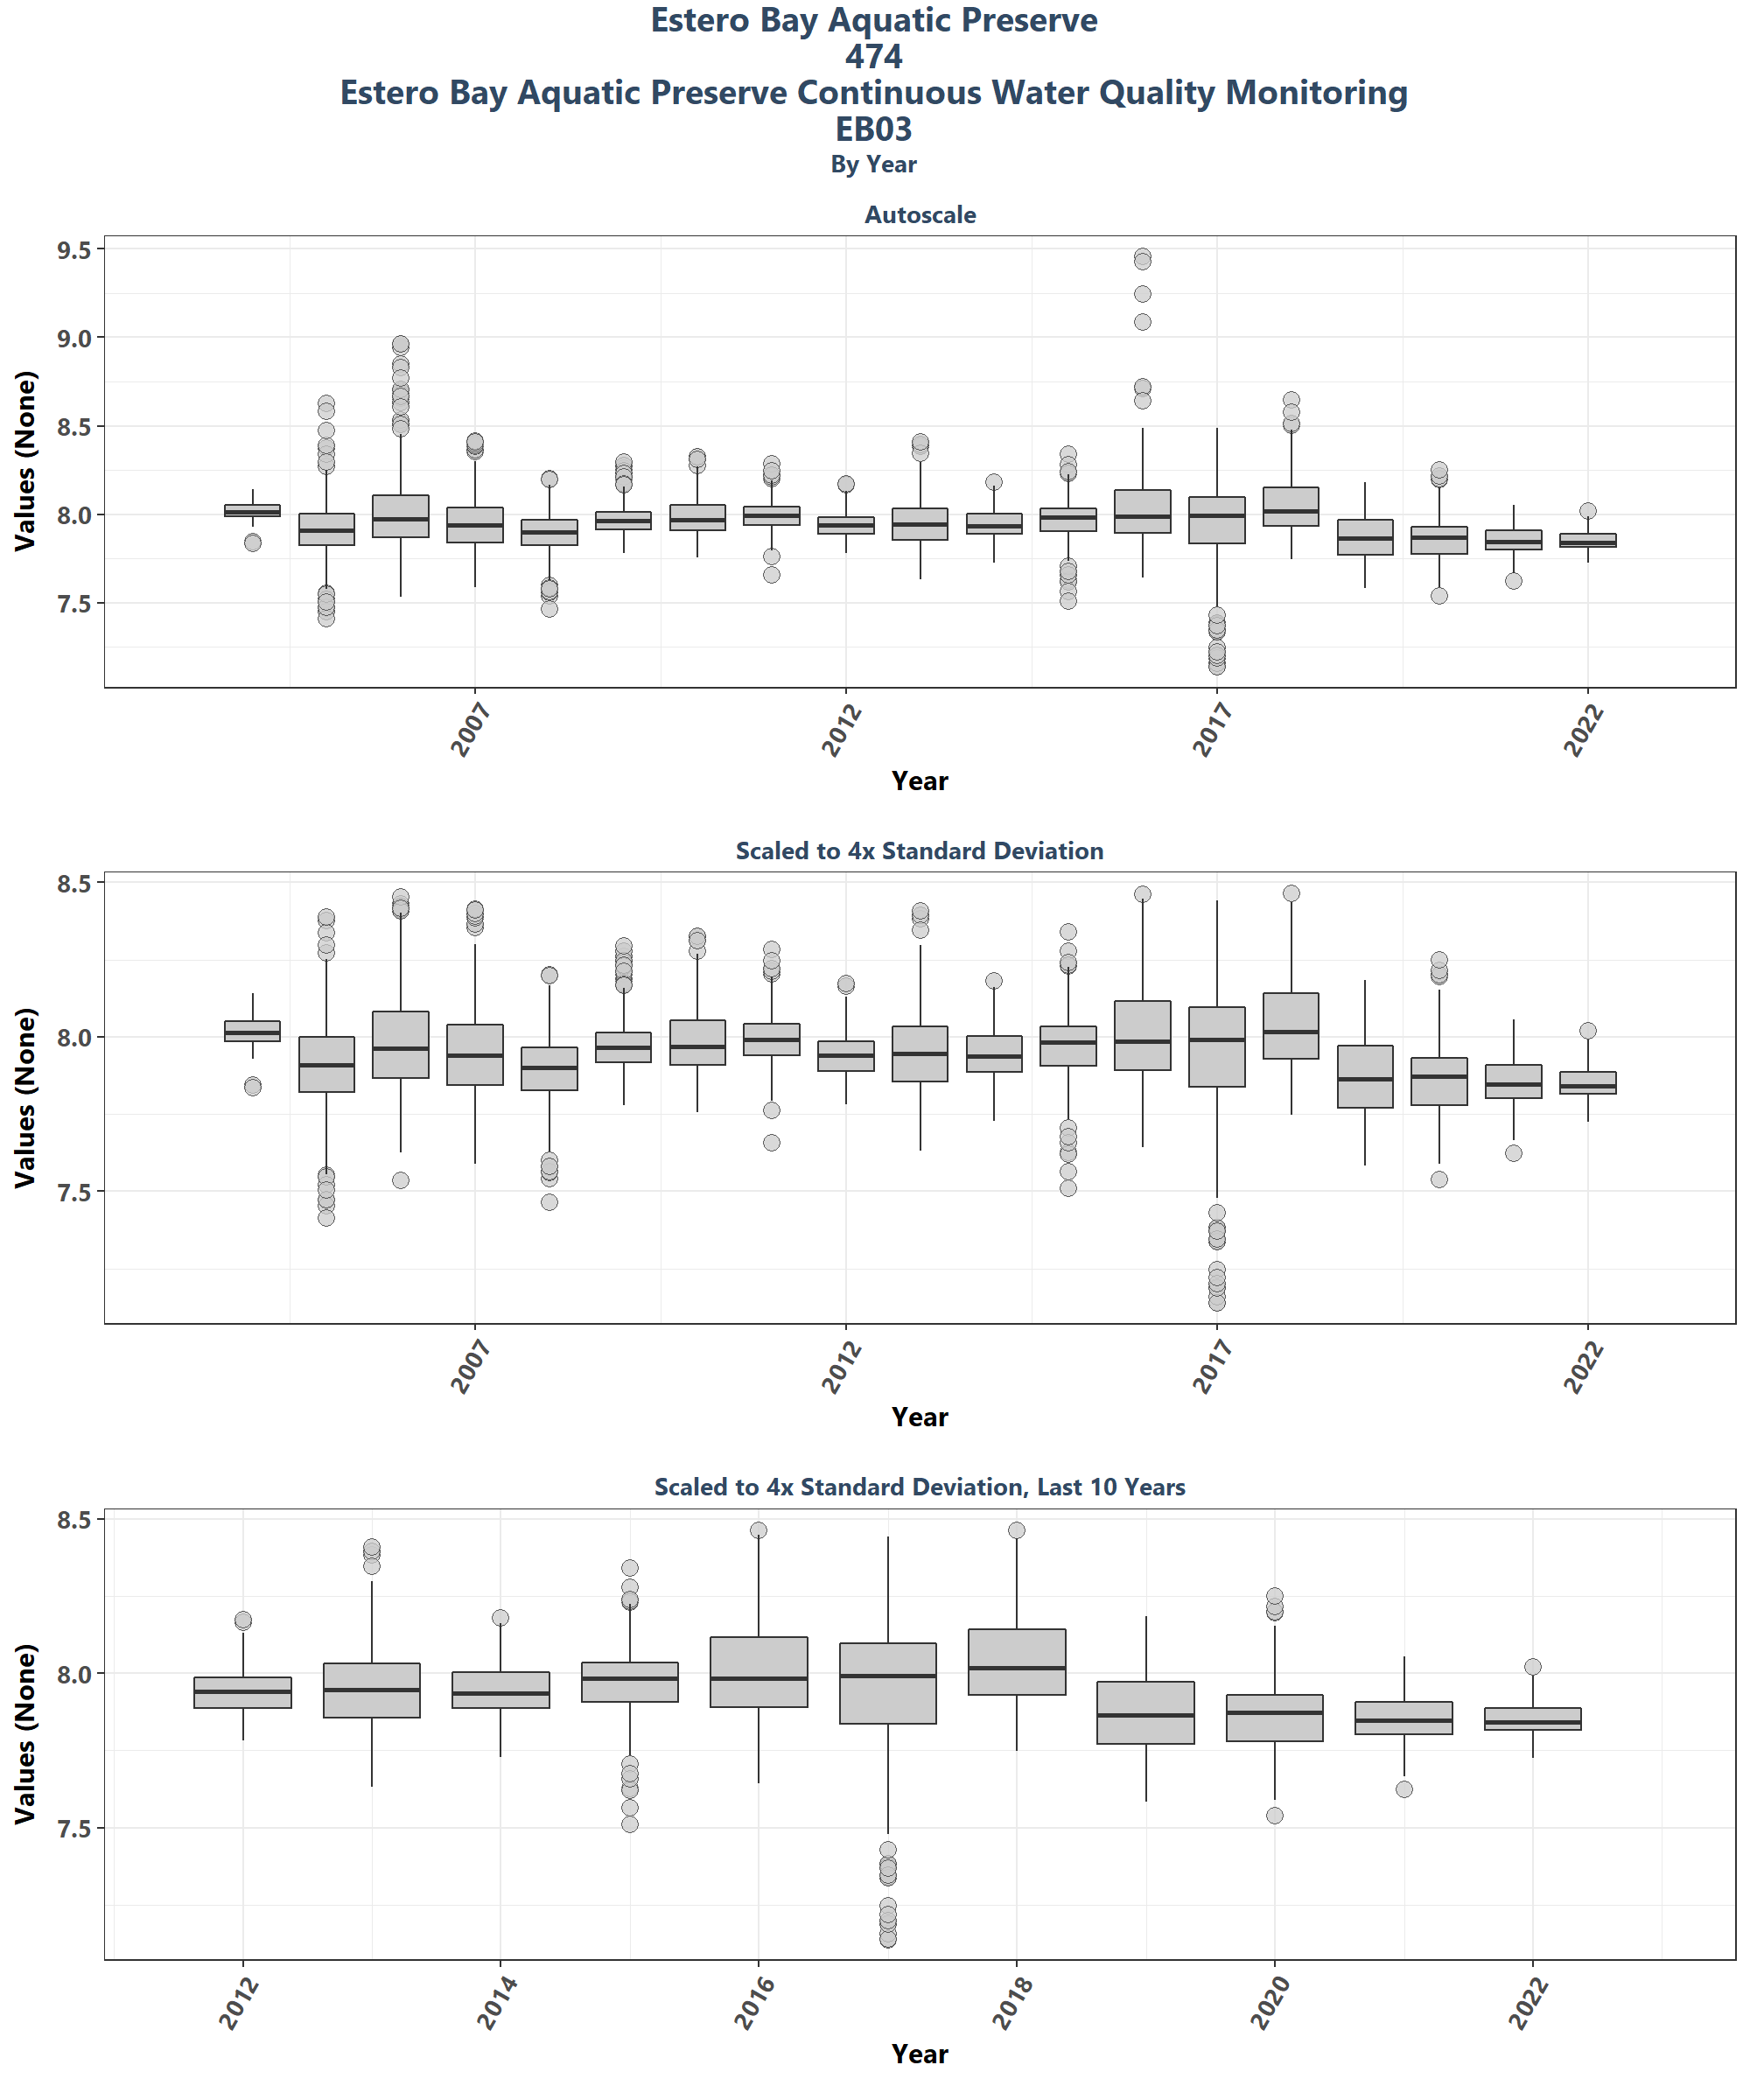 Estero Bay Aquatic Preserve
474
Estero Bay Aquatic Preserve Continuous Water Quality Monitoring
EB03
By Year
Autoscale
Values (None)
9.5
9.0
8.5
8.0
7.5
2007
2012
2017
2022
Year
Scaled to 4x Standard Deviation
Values (None)
8.5
8.0
7.5
2007
2012
2017
2022
Year
Scaled to 4x Standard Deviation, Last 10 Years
Values (None)
8.5
8.0
7.5
2012
2014
2016
2018
2020
2022
Year